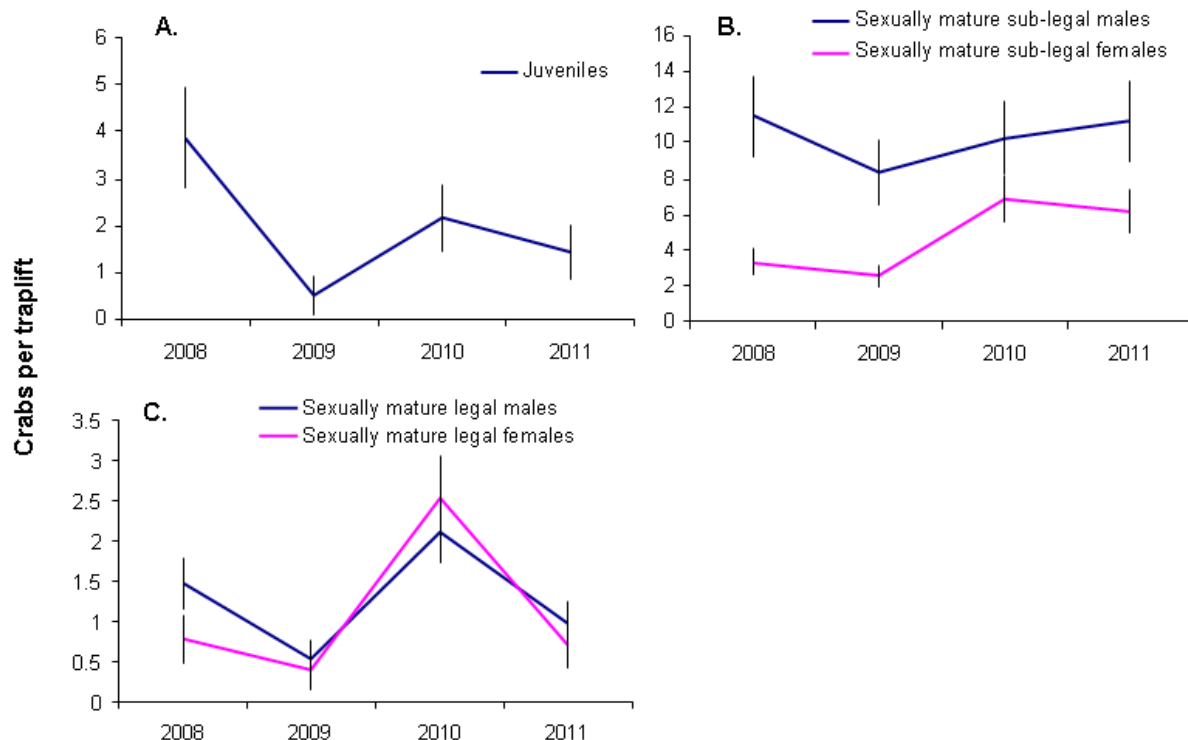 Crabs per traplift
A.
Juveniles
6
5
4
3
2
1
0
2008 2009 2010 2011
B.
Sexually mature sub-legal males
Sexually mature sub-legal females
16
14
12
10
8
6
4
2
0
2008 2009 2010 2011
C.
Sexually mature legal males
Sexually mature legal females
3.5
3
2.5
2
1.5
1
0.5
0
2008 2009 2010 2011